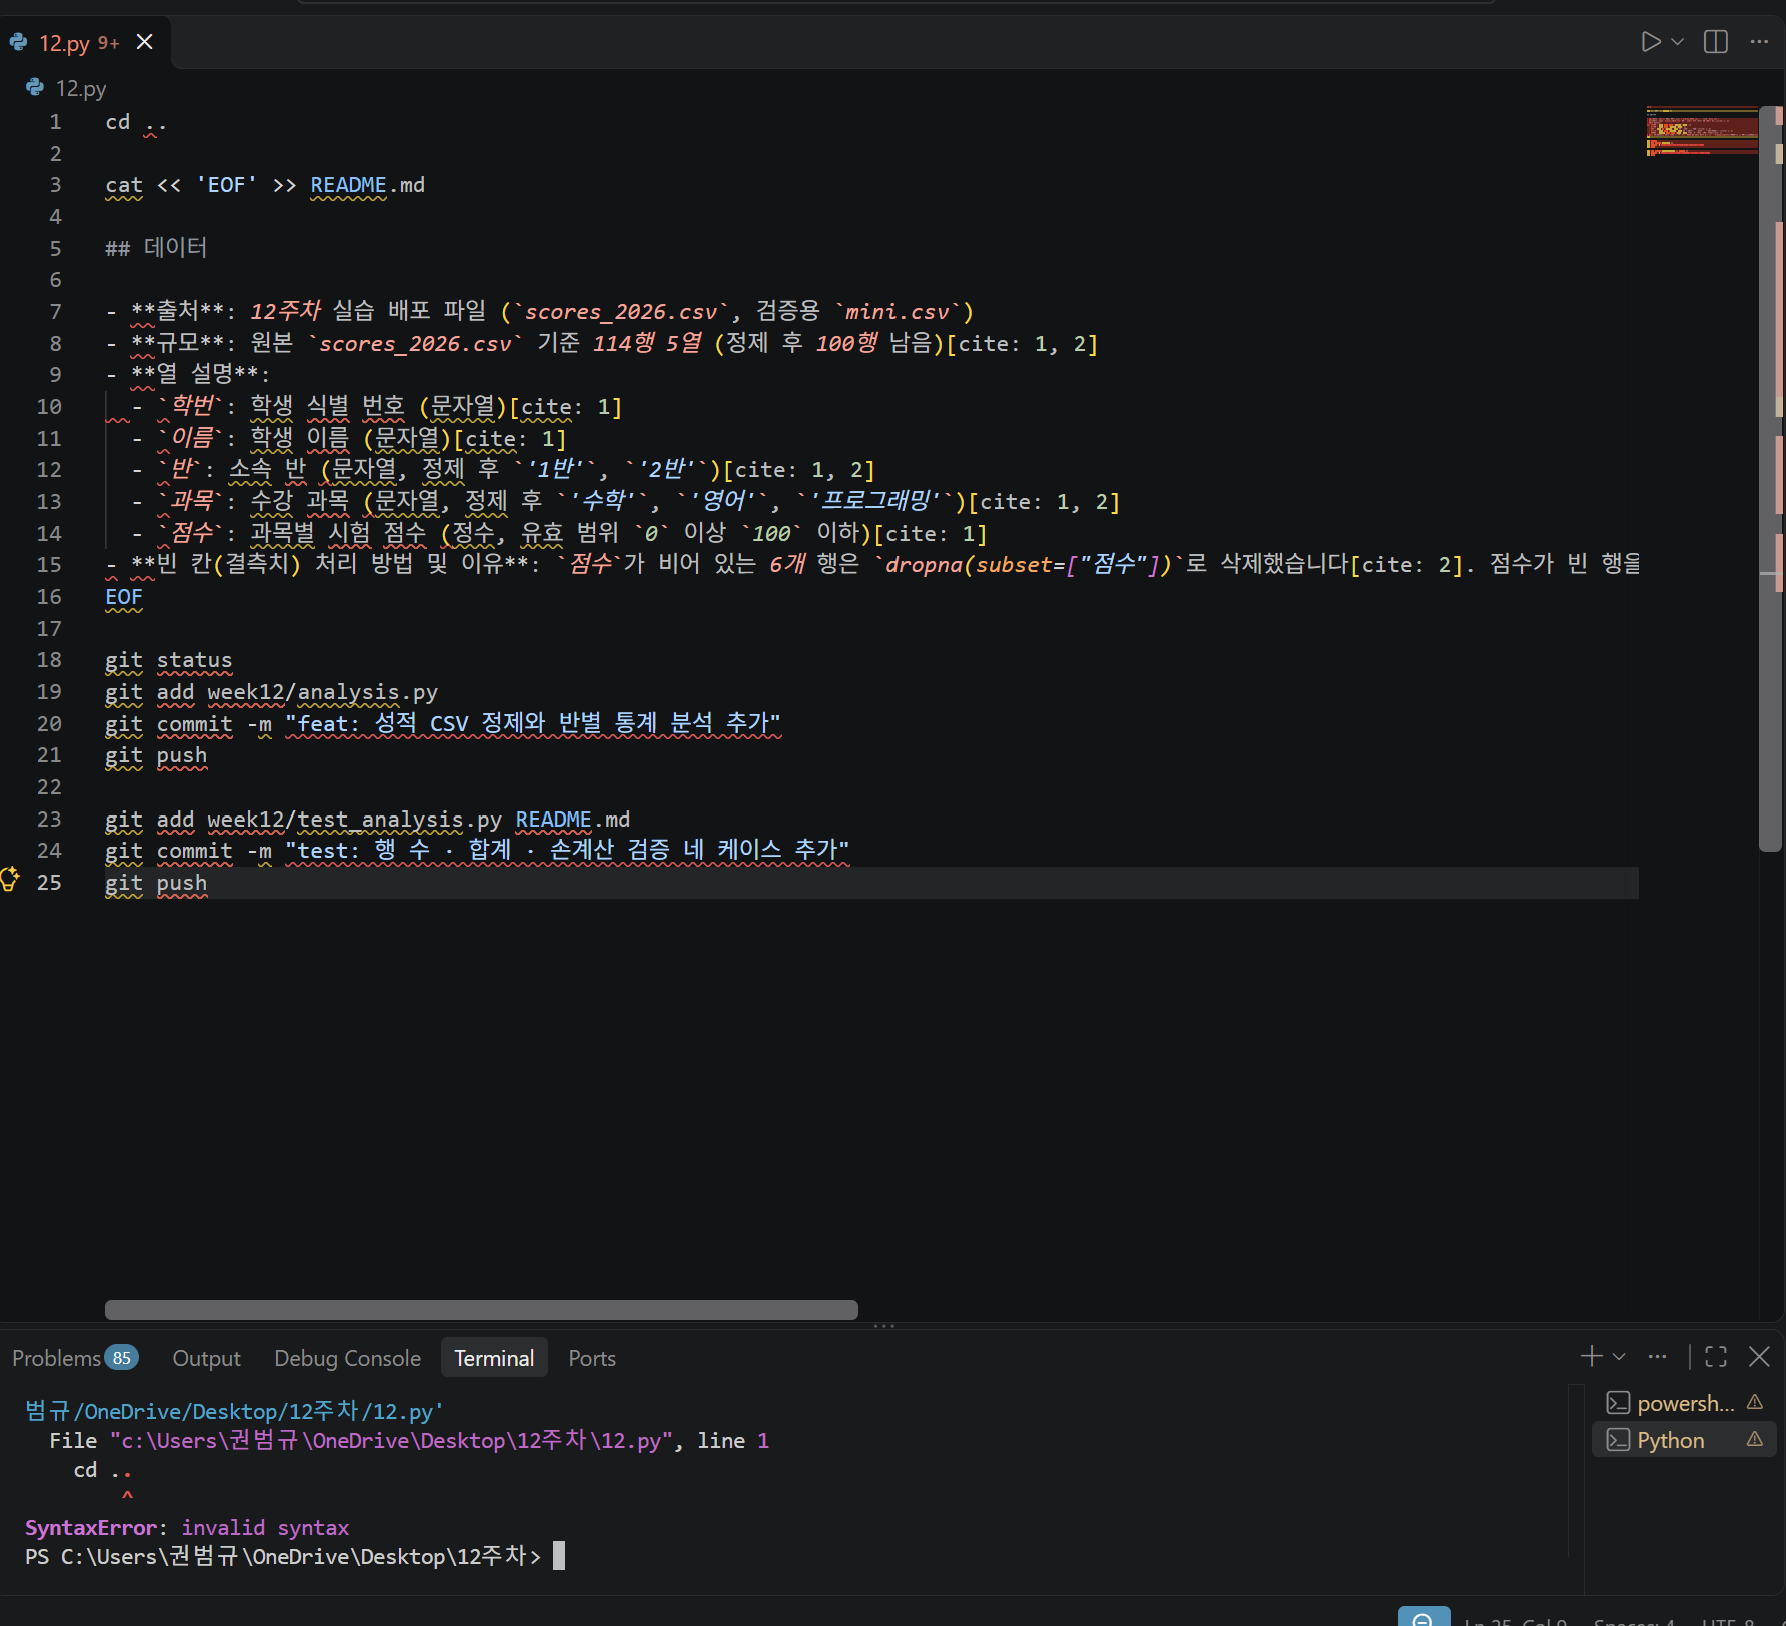 12.py 9+
12.py
1 cd ..
2
3 cat << 'EOF' >> README.md
4
5 ## 데이터
6
7 - **출처**: 12주차 실습 배포 파일 (`scores_2026.csv`, 검증용 `mini.csv`)
8 - **규모**: 원본 `scores_2026.csv` 기준 114행 5열 (정제 후 100행 남음)[cite: 1, 2]
9 - **열 설명**:
10   - `학번`: 학생 식별 번호 (문자열)[cite: 1]
11   - `이름`: 학생 이름 (문자열)[cite: 1]
12   - `반`: 소속 반 (문자열, 정제 후 `'1반'`, `'2반'`)[cite: 1, 2]
13   - `과목`: 수강 과목 (문자열, 정제 후 `'수학'`, `'영어'`, `'프로그래밍'`)[cite: 1, 2]
14   - `점수`: 과목별 시험 점수 (정수, 유효 범위 `0` 이상 `100` 이하)[cite: 1]
15 - **빈 칸(결측치) 처리 방법 및 이유**: `점수`가 비어 있는 6개 행은 `dropna(subset=["점수"])`로 삭제했습니다[cite: 2]. 점수가 빈 행을
16 EOF
17
18 git status
19 git add week12/analysis.py
20 git commit -m "feat: 성적 CSV 정제와 반별 통계 분석 추가"
21 git push
22
23 git add week12/test_analysis.py README.md
24 git commit -m "test: 행 수 · 합계 · 손계산 검증 네 케이스 추가"
25 git push
Problems 85 Output Debug Console Terminal Ports
범규/OneDrive/Desktop/12주차/12.py'
File "c:\Users\권범규\OneDrive\Desktop\12주차\12.py", line 1
cd ..
^
SyntaxError: invalid syntax
PS C:\Users\권범규\OneDrive\Desktop\12주차>
powersh...
Python
Ln 25, Col 9 Spaces: 4 UTF-8